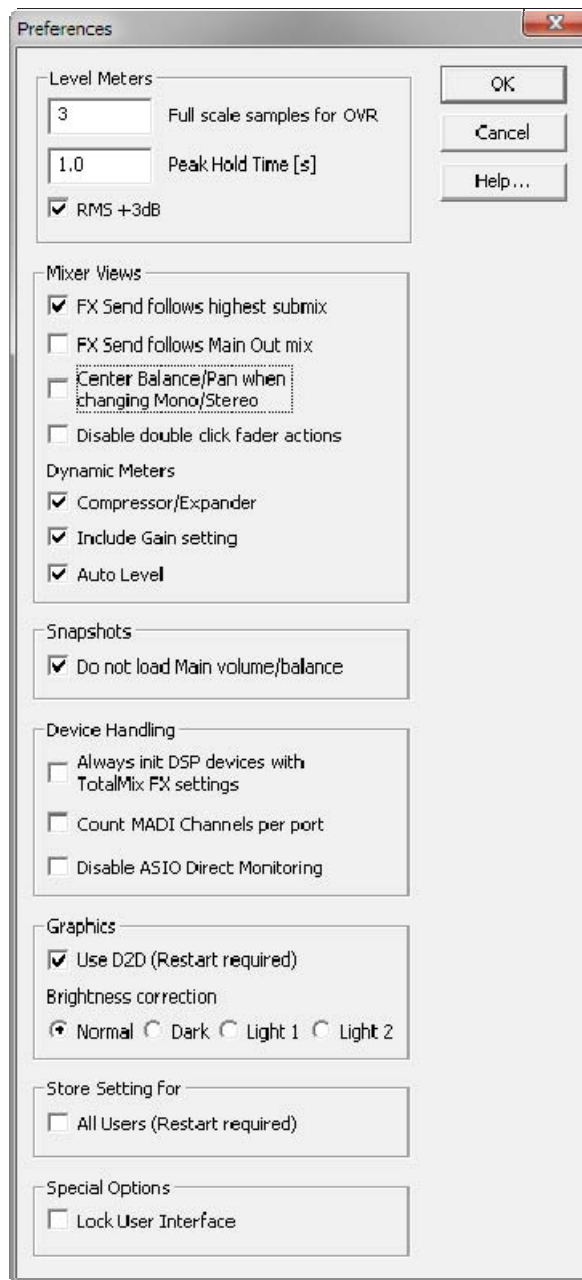 Preferences
Level Meters
3 Full scale samples for OVR
1.0 Peak Hold Time [s]
RMS +3dB
OK
Cancel
Help...
Mixer Views
FX Send follows highest submix
FX Send follows Main Out mix
Center Balance/Pan when
changing Mono/Stereo
Disable double click fader actions
Dynamic Meters
Compressor/Expander
Include Gain setting
Auto Level
Snapshots
Do not load Main volume/balance
Device Handling
Always init DSP devices with
TotalMix FX settings
Count MADI Channels per port
Disable ASIO Direct Monitoring
Graphics
Use D2D (Restart required)
Brightness correction
Normal Dark Light 1 Light 2
Store Setting for
All Users (Restart required)
Special Options
Lock User Interface